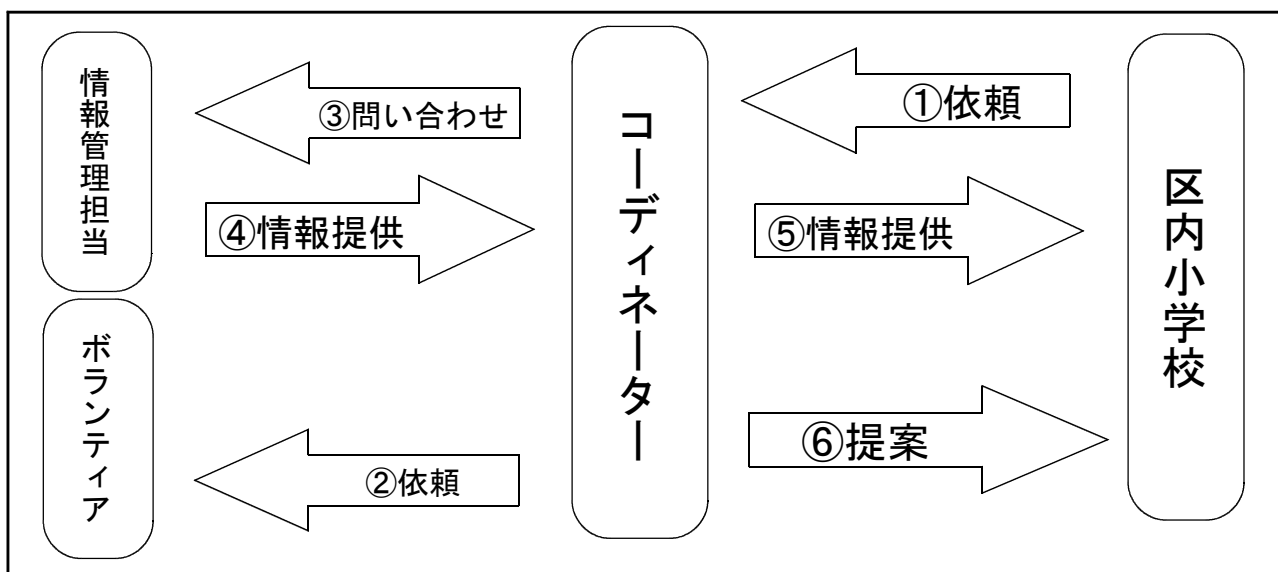 情報管理担当
ボランティア
③問い合わせ
④情報提供
②依頼
コーディネーター
①依頼
⑤情報提供
⑥提案
区内小学校